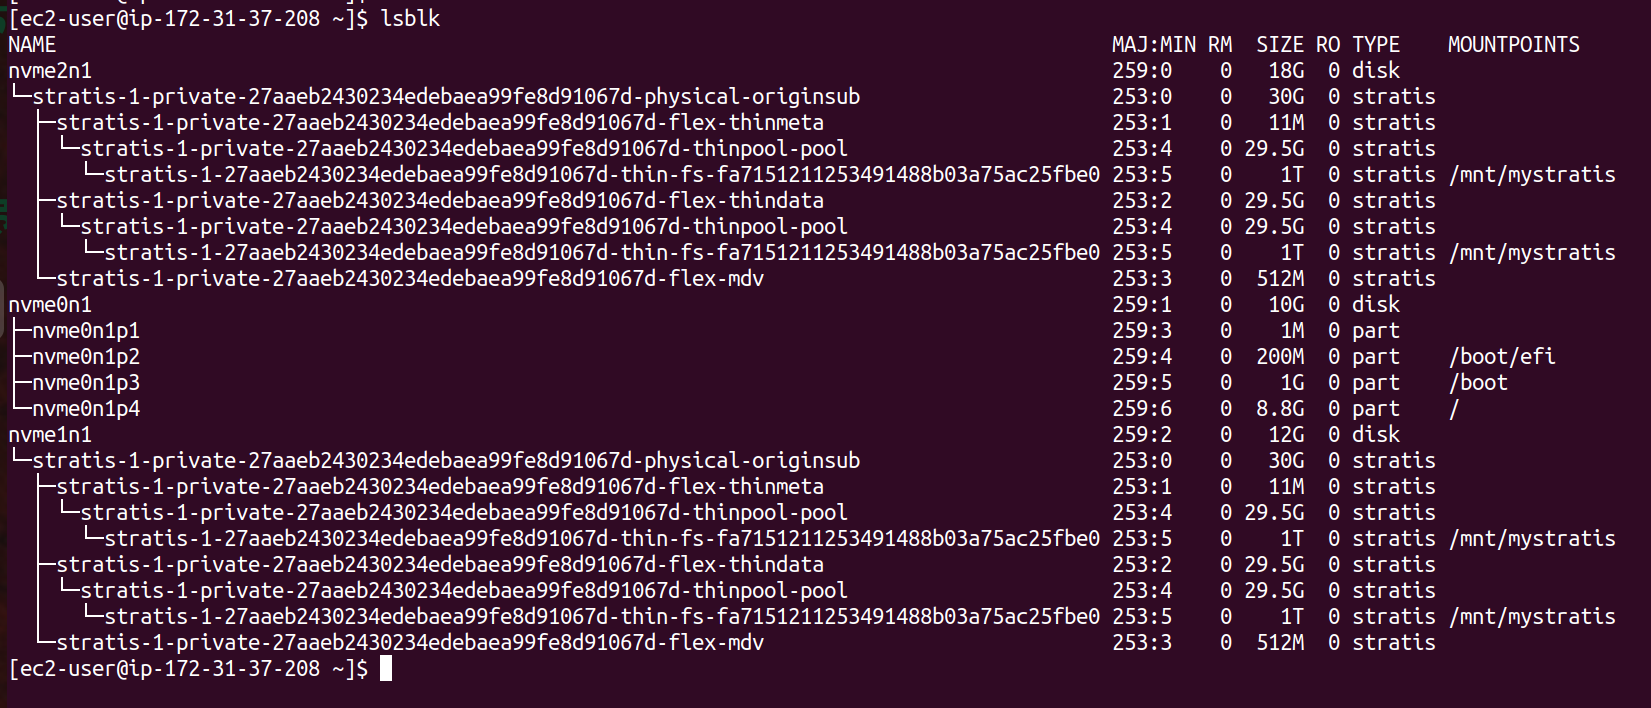 [ec2-user@ip-172-31-37-208 ~]$ lsblk
NAME MAJ:MIN RM SIZE RO TYPE MOUNTPOINTS
nvme2n1 259:0 0 18G 0 disk
└─stratis-1-private-27aaeb2430234edebaea99fe8d91067d-physical-originsub 253:0 0 30G 0 stratis
├─stratis-1-private-27aaeb2430234edebaea99fe8d91067d-flex-thinmeta 253:1 0 11M 0 stratis
│ └─stratis-1-private-27aaeb2430234edebaea99fe8d91067d-thinpool-pool 253:4 0 29.5G 0 stratis
│ └─stratis-1-27aaeb2430234edebaea99fe8d91067d-thin-fs-fa7151211253491488b03a75ac25fbe0 253:5 0 1T 0 stratis /mnt/mystratis
├─stratis-1-private-27aaeb2430234edebaea99fe8d91067d-flex-thindata 253:2 0 29.5G 0 stratis
│ └─stratis-1-private-27aaeb2430234edebaea99fe8d91067d-thinpool-pool 253:4 0 29.5G 0 stratis
│ └─stratis-1-27aaeb2430234edebaea99fe8d91067d-thin-fs-fa7151211253491488b03a75ac25fbe0 253:5 0 1T 0 stratis /mnt/mystratis
└─stratis-1-private-27aaeb2430234edebaea99fe8d91067d-flex-mdv 253:3 0 512M 0 stratis
nvme0n1 259:1 0 10G 0 disk
├─nvme0n1p1 259:3 0 1M 0 part
├─nvme0n1p2 259:4 0 200M 0 part /boot/efi
├─nvme0n1p3 259:5 0 1G 0 part /boot
└─nvme0n1p4 259:6 0 8.8G 0 part /
nvme1n1 259:2 0 12G 0 disk
└─stratis-1-private-27aaeb2430234edebaea99fe8d91067d-physical-originsub 253:0 0 30G 0 stratis
├─stratis-1-private-27aaeb2430234edebaea99fe8d91067d-flex-thinmeta 253:1 0 11M 0 stratis
│ └─stratis-1-private-27aaeb2430234edebaea99fe8d91067d-thinpool-pool 253:4 0 29.5G 0 stratis
│ └─stratis-1-27aaeb2430234edebaea99fe8d91067d-thin-fs-fa7151211253491488b03a75ac25fbe0 253:5 0 1T 0 stratis /mnt/mystratis
├─stratis-1-private-27aaeb2430234edebaea99fe8d91067d-flex-thindata 253:2 0 29.5G 0 stratis
│ └─stratis-1-private-27aaeb2430234edebaea99fe8d91067d-thinpool-pool 253:4 0 29.5G 0 stratis
│ └─stratis-1-27aaeb2430234edebaea99fe8d91067d-thin-fs-fa7151211253491488b03a75ac25fbe0 253:5 0 1T 0 stratis /mnt/mystratis
└─stratis-1-private-27aaeb2430234edebaea99fe8d91067d-flex-mdv 253:3 0 512M 0 stratis
[ec2-user@ip-172-31-37-208 ~]$